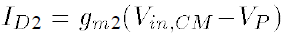 I_{D2} = g_{m2}(V_{in,CM} − V_P)